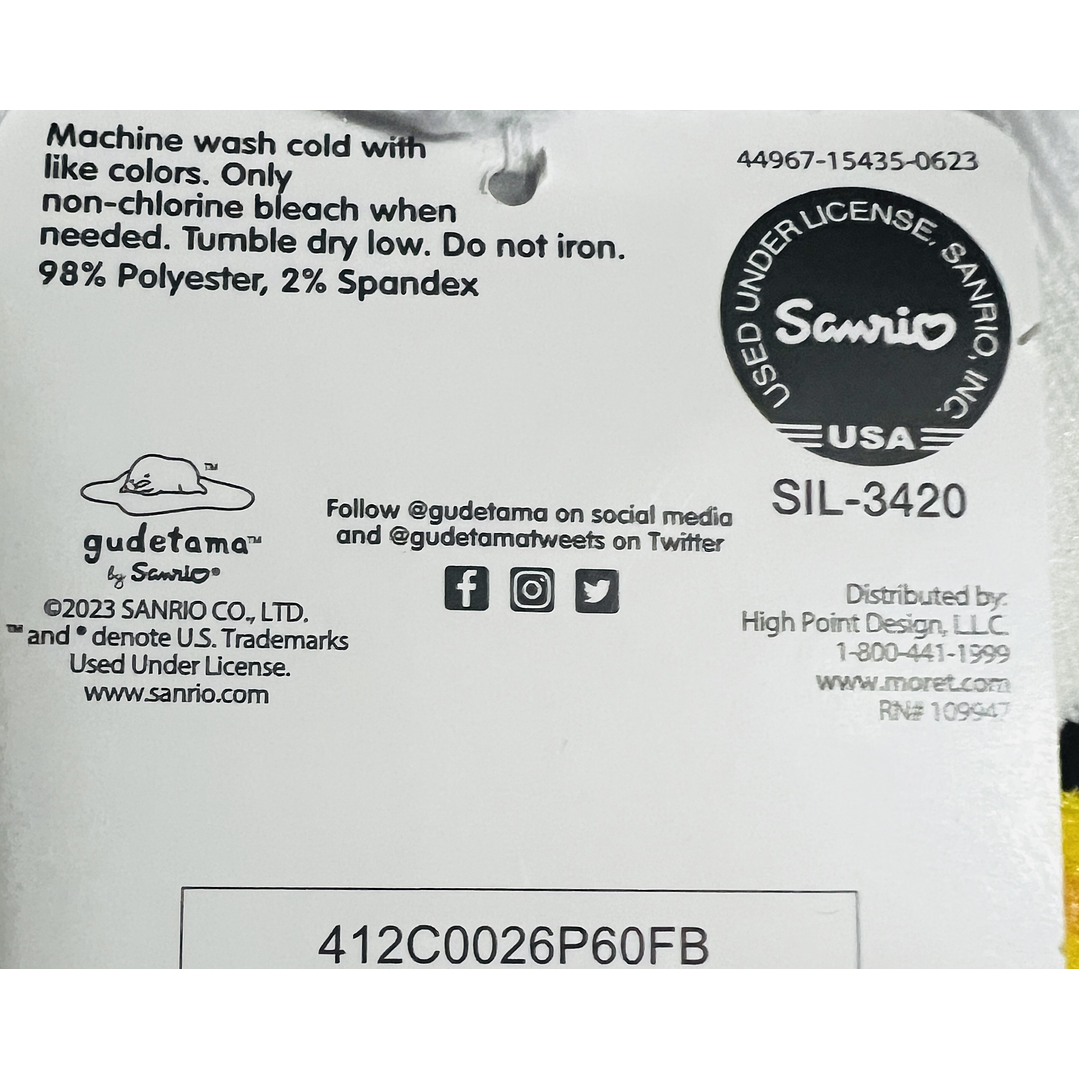 Machine wash cold with
like colors. Only
non-chlorine bleach when
needed. Tumble dry low. Do not iron.
98% Polyester, 2% Spandex
44967-15435-0623
USED UNDER LICENSE, SANRIO, INC.
Sanrio
USA
SIL-3420
™
gudetama™
by Sanrio®
©2023 SANRIO CO., LTD.
™ and ® denote U.S. Trademarks
Used Under License.
www.sanrio.com
Follow @gudetama on social media
and @gudetamatweets on Twitter
Distributed by:
High Point Design, LLC.
1-800-441-1999
www.moret.com
RN# 109947
412C0026P60FB